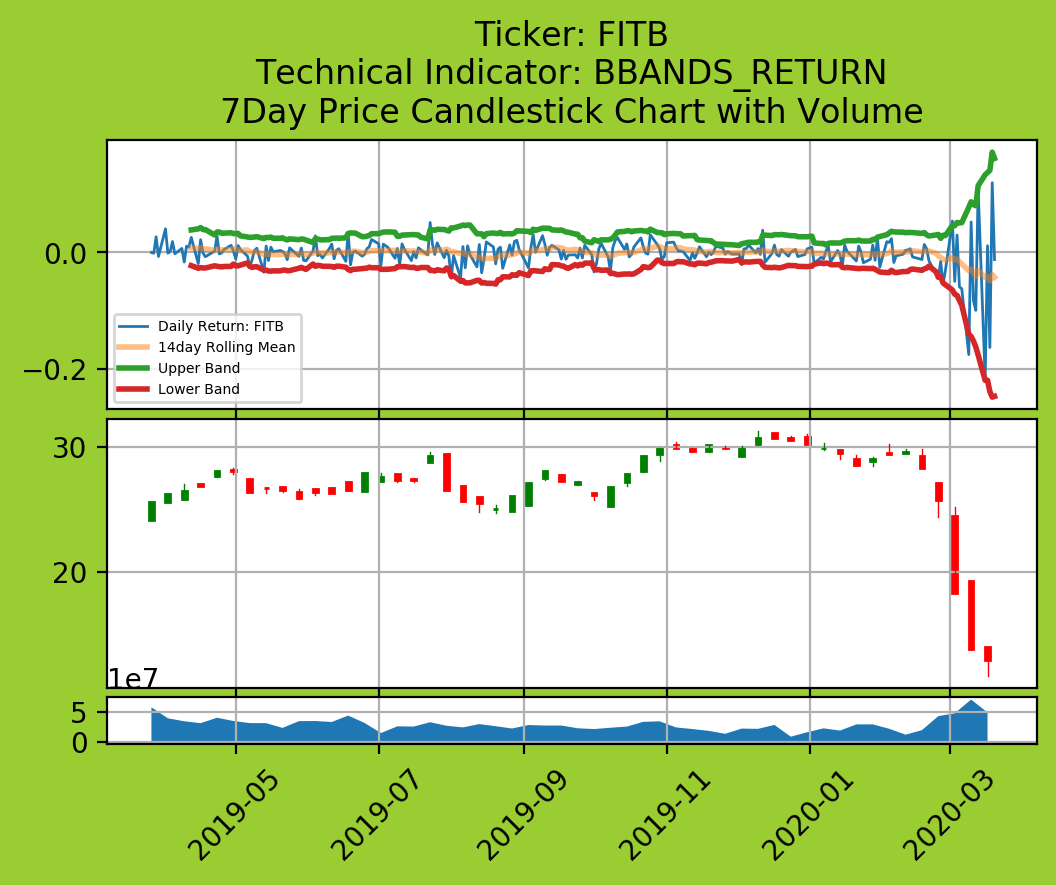 Ticker: FITB
Technical Indicator: BBANDS_RETURN
7Day Price Candlestick Chart with Volume
0.0
−0.2
Daily Return: FITB
14day Rolling Mean
Upper Band
Lower Band
30
20
1e7
5
0
2019-05
2019-07
2019-09
2019-11
2020-01
2020-03